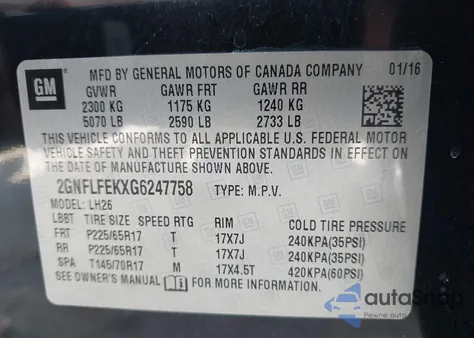 GM
MFD BY GENERAL MOTORS OF CANADA COMPANY 01/16
GVWR GAWR FRT GAWR RR
2300 KG 1175 KG 1240 KG
5070 LB 2590 LB 2733 LB
THIS VEHICLE CONFORMS TO ALL APPLICABLE U.S. FEDERAL MOTOR
VEHICLE SAFETY AND THEFT PREVENTION STANDARDS IN EFFECT ON
THE DATE OF MANUFACTURE SHOWN ABOVE.
2GNFLFEKXG6247758 TYPE: M.P.V.
MODEL: LH26
LBBT TIRE SIZE SPEED RTG RIM COLD TIRE PRESSURE
FRT P225/65R17 T 17X7J 240KPA(35PSI)
RR P225/65R17 T 17X7J 240KPA(35PSI)
SPA T145/70R17 M 17X4.5T 420KPA(60PSI)
SEE OWNER'S MANUAL FOR MORE INFORMATION.
autoSnap
Pewne auto